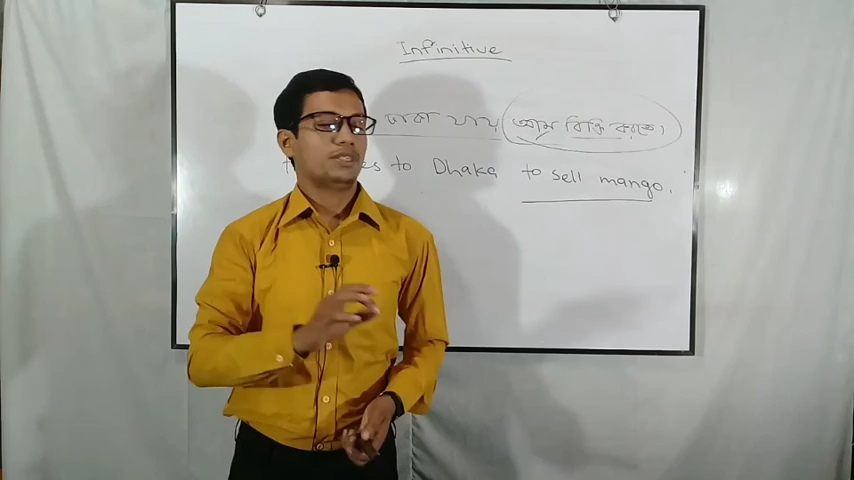 Infinitive
ঢাকা যায় আম বিক্রি করতে।
to Dhaka to sell mango.